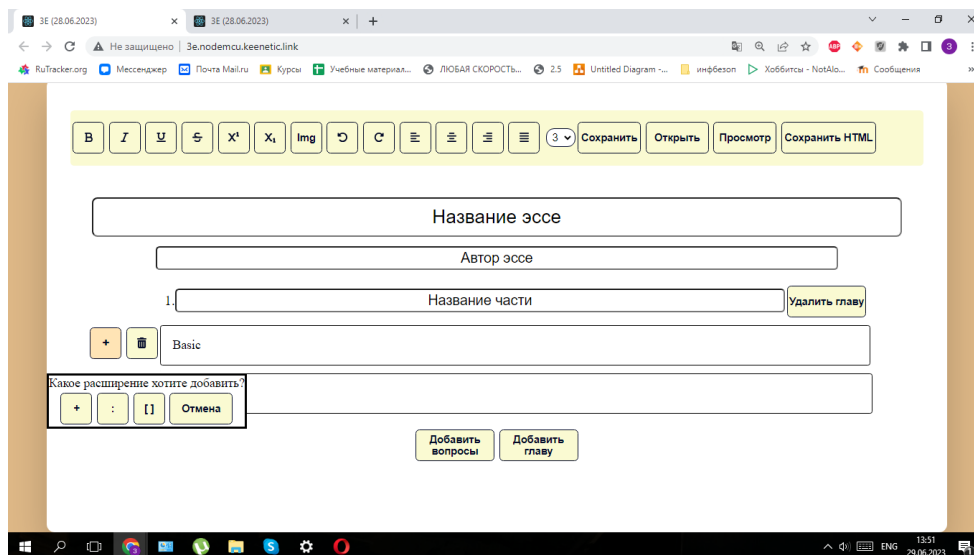 3E (28.06.2023)
3E (28.06.2023)
Не защищено | 3e.nodemcu.keenetic.link
RuTracker.org Мессенджер Почта Mail.ru Курсы Учебные материал... ЛЮБАЯ СКОРОСТЬ... 2.5 Untitled Diagram -... инфбезоп Хоббитсы - NotAlo... Сообщения »
B I U S X¹ X₁ Img 3 Сохранить Открыть Просмотр Сохранить HTML
Название эссе
Автор эссе
1. Название части Удалить главу
+ Basic
Какое расширение хотите добавить?
+ : [ ] Отмена
Добавить вопросы
Добавить главу
ENG 13:51
29.06.2023